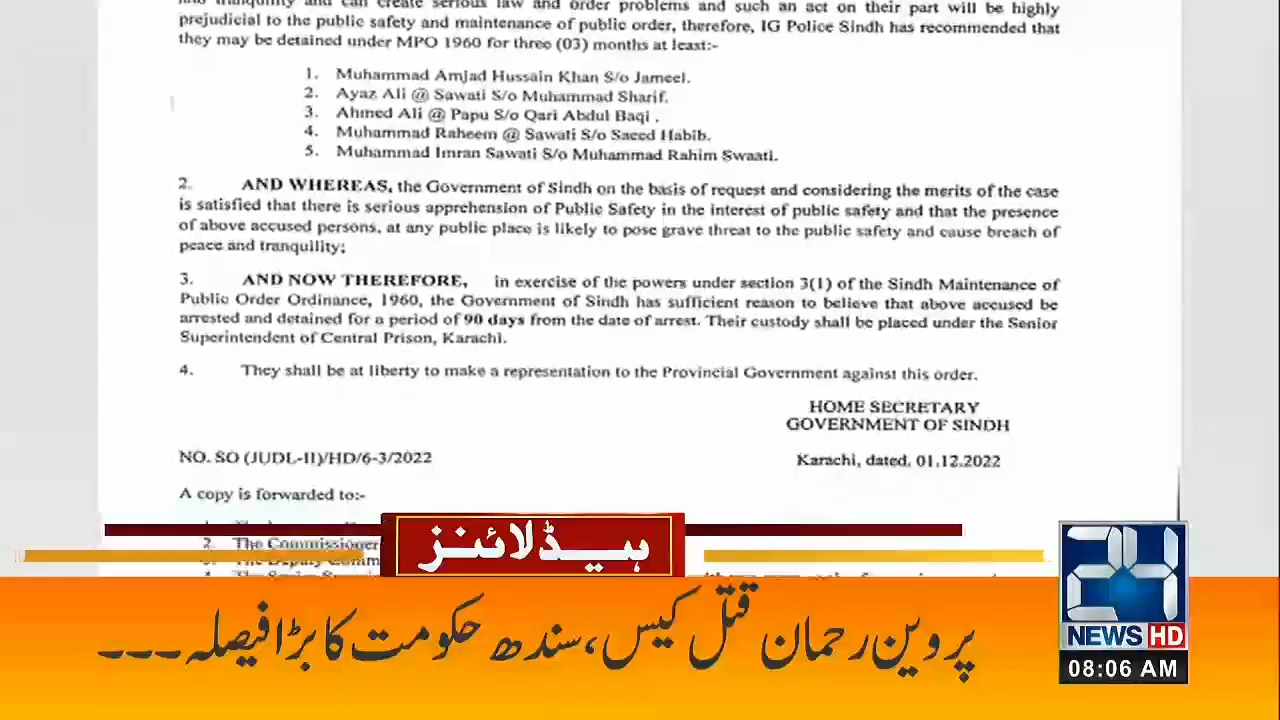 and tranquility and can create serious law and order problems and such an act on their part will be highly
prejudicial to the public safety and maintenance of public order, therefore, IG Police Sindh has recommended that
they may be detained under MPO 1960 for three (03) months at least:-
1. Muhammad Amjad Hussain Khan S/o Jameel.
2. Ayaz Ali @ Sawati S/o Muhammad Sharif.
3. Ahmed Ali @ Papu S/o Qari Abdul Baqi .
4. Muhammad Raheem @ Sawati S/o Saeed Habib.
5. Muhammad Imran Sawati S/o Muhammad Rahim Swaati.
2. AND WHEREAS, the Government of Sindh on the basis of request and considering the merits of the case
is satisfied that there is serious apprehension of Public Safety in the interest of public safety and that the presence
of above accused persons, at any public place is likely to pose grave threat to the public safety and cause breach of
peace and tranquility;
3. AND NOW THEREFORE, in exercise of the powers under section 3(1) of the Sindh Maintenance of
Public Order Ordinance, 1960, the Government of Sindh has sufficient reason to believe that above accused be
arrested and detained for a period of 90 days from the date of arrest. Their custody shall be placed under the Senior
Superintendent of Central Prison, Karachi.
4. They shall be at liberty to make a representation to the Provincial Government against this order.
HOME SECRETARY
GOVERNMENT OF SINDH
NO. SO (JUDL-II)/HD/6-3/2022
Karachi, dated. 01.12.2022
A copy is forwarded to:-
2. The Commissioner
ہیڈلائنز
پروین رحمان قتل کیس، سندھ حکومت کا بڑا فیصلہ ---
24
NEWS HD
08:06 AM